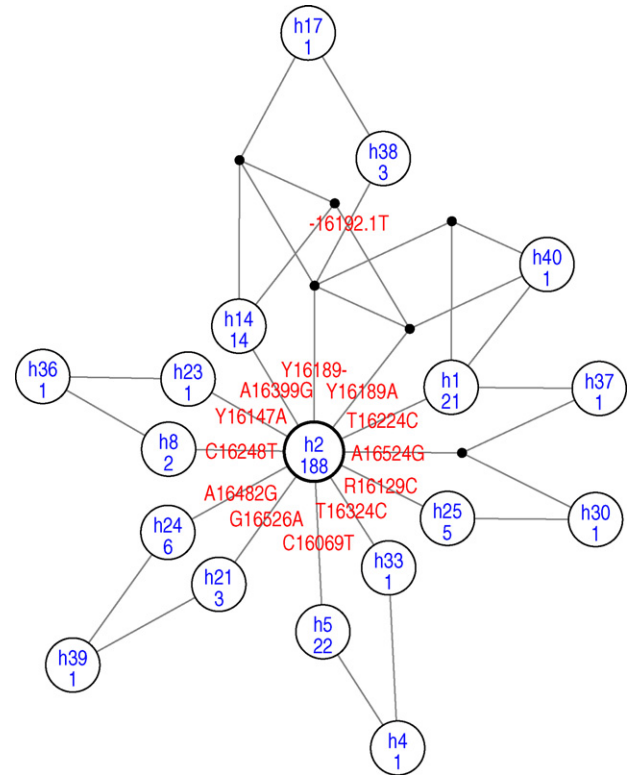 h17
1
h38
3
-16192.1T
h40
1
h14
14
Y16189-
A16399G
Y16189A
h36
1
h23
1
h1
21
h37
1
Y16147A
T16224C
h8
2
C16248T
h2
188
A16524G
A16482G
R16129C
h24
6
G16526A
T16324C
h25
5
h30
1
C16069T
h21
3
h33
1
h5
22
h39
1
h4
1